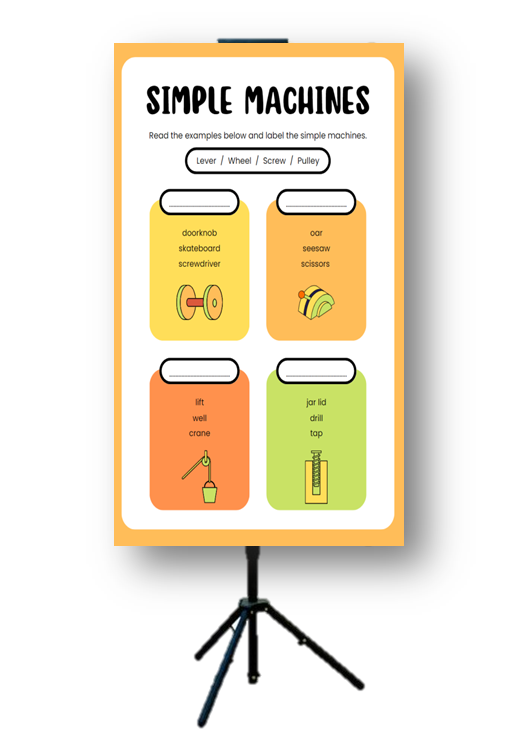 SIMPLE MACHINES
Read the examples below and label the simple machines.
Lever / Wheel / Screw / Pulley
doorknob
skateboard
screwdriver
oar
seesaw
scissors
lift
well
crane
jar lid
drill
tap